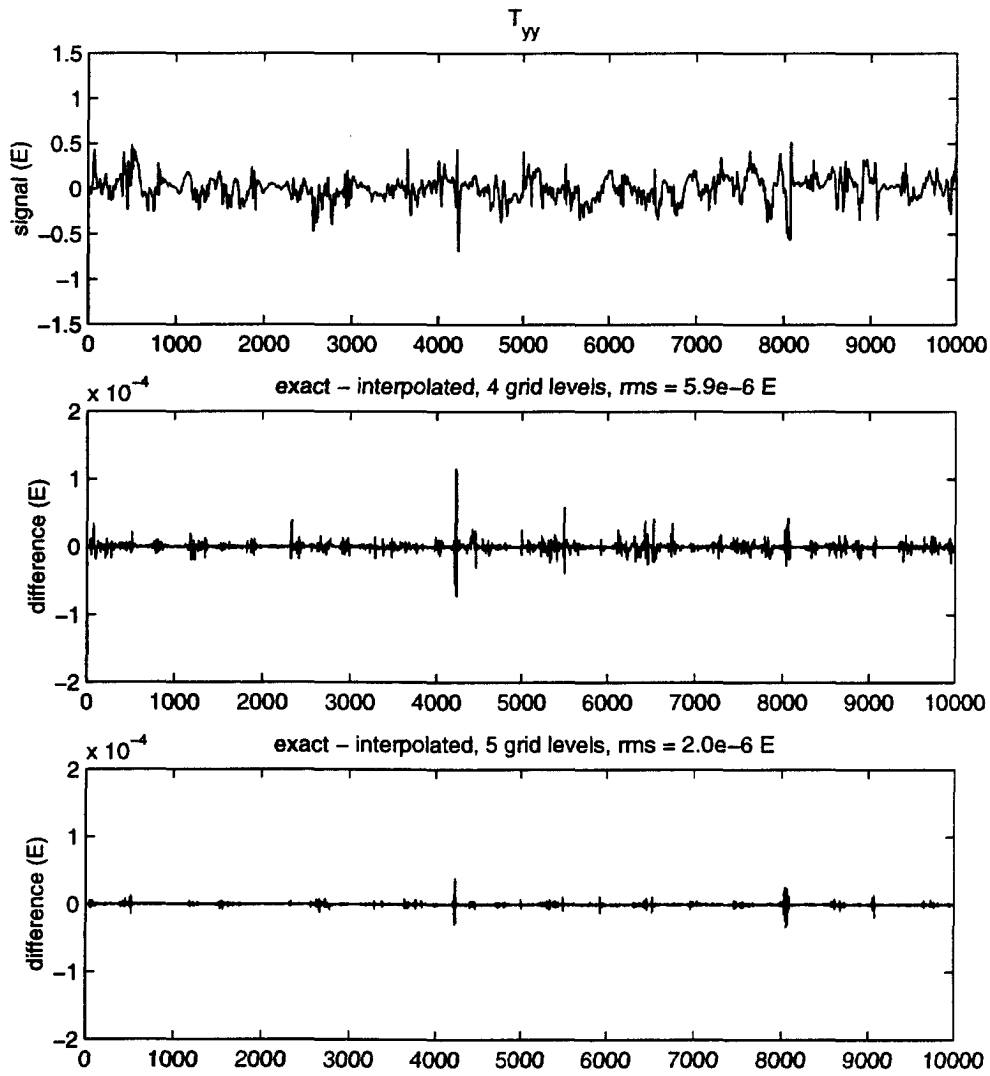 T_yy
1.5
1
0.5
0
−0.5
−1
−1.5
signal (E)
0 1000 2000 3000 4000 5000 6000 7000 8000 9000 10000
x 10^-4
exact – interpolated, 4 grid levels, rms = 5.9e−6 E
2
1
0
−1
−2
difference (E)
0 1000 2000 3000 4000 5000 6000 7000 8000 9000 10000
x 10^-4
exact – interpolated, 5 grid levels, rms = 2.0e−6 E
2
1
0
−1
−2
difference (E)
0 1000 2000 3000 4000 5000 6000 7000 8000 9000 10000